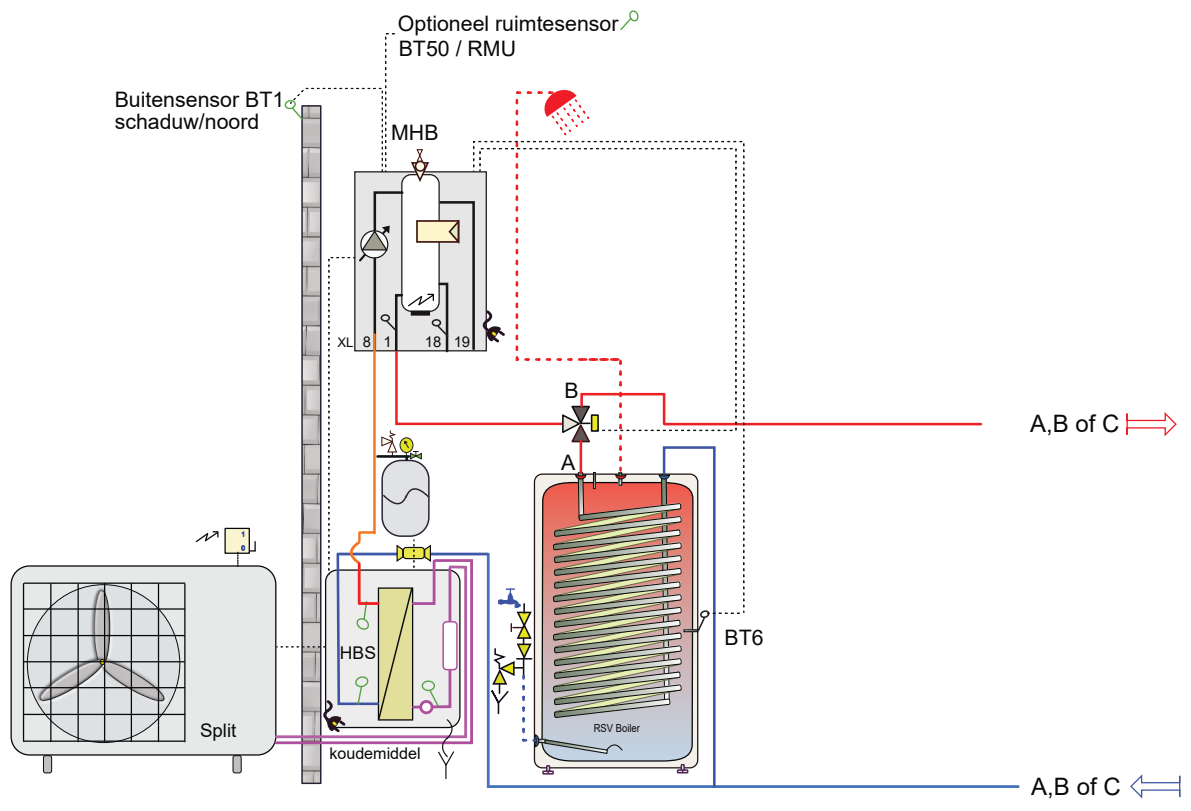 Optioneel ruimtesensor
BT50 / RMU
Buitensensor BT1
schaduw/noord
MHB
XL 8 1 18 19
B
A,B of C
A
1
0
HBS
BT6
Split
RSV Boiler
koudemiddel
A,B of C